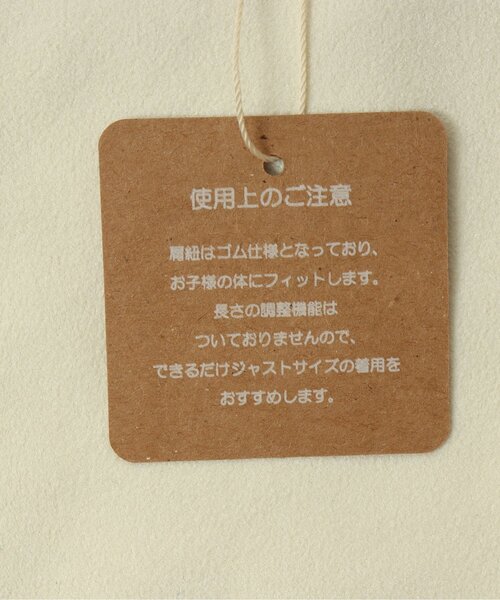 使用上のご注意
肩紐はゴム仕様となっており、
お子様の体にフィットします。
長さの調整機能は
ついておりませんので、
できるだけジャストサイズの着用を
おすすめします。